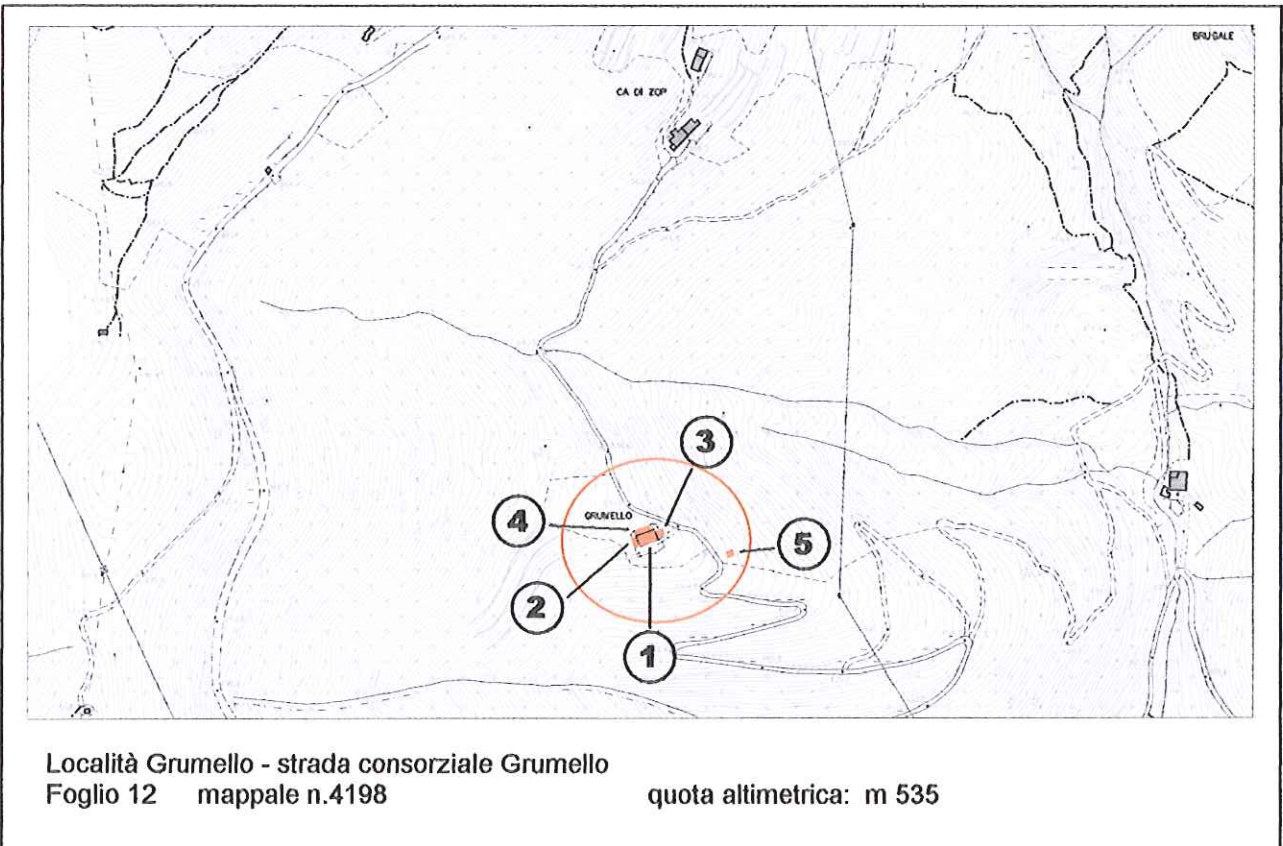 BRUGALE
CA DI ZOP
3
4
GRUMELLO
5
2
1
Località Grumello - strada consorziale Grumello
Foglio 12 mappale n.4198 quota altimetrica: m 535